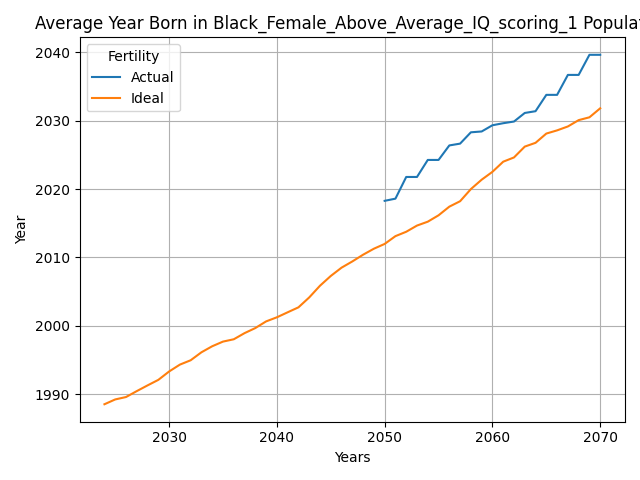 Average Year Born in Black_Female_Above_Average_IQ_scoring_1 Populat
2040
2030
2020
2010
2000
1990
Year
Fertility
Actual
Ideal
2030 2040 2050 2060 2070
Years